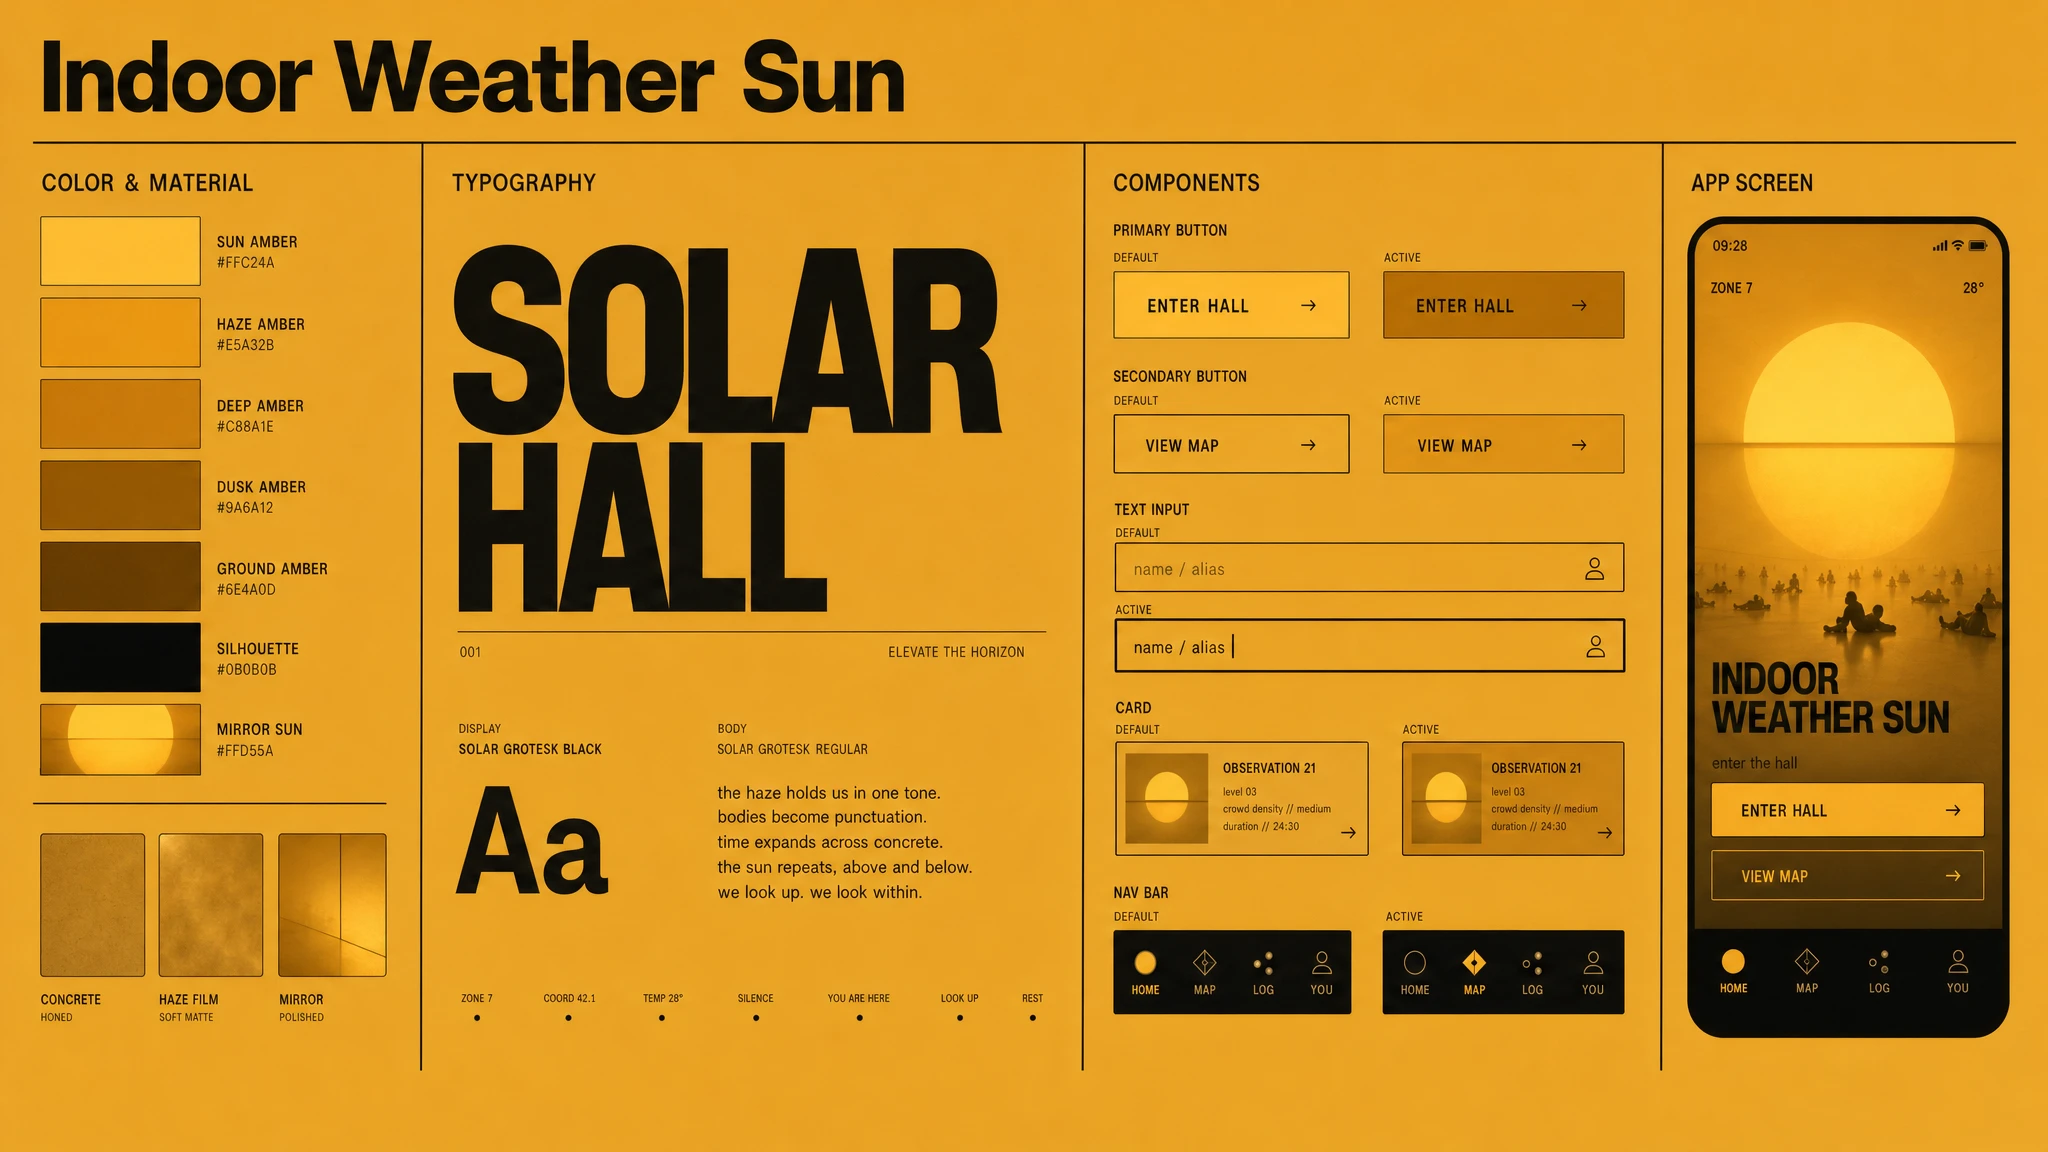 Indoor Weather Sun
COLOR & MATERIAL
SUN AMBER
#FFC24A
HAZE AMBER
#E5A32B
DEEP AMBER
#C88A1E
DUSK AMBER
#9A6A12
GROUND AMBER
#6E4A0D
SILHOUETTE
#0B0B0B
MIRROR SUN
#FFD55A
CONCRETE
HONED
HAZE FILM
SOFT MATTE
MIRROR
POLISHED
TYPOGRAPHY
SOLAR
HALL
001
ELEVATE THE HORIZON
DISPLAY
SOLAR GROTESK BLACK
Aa
BODY
SOLAR GROTESK REGULAR
the haze holds us in one tone.
bodies become punctuation.
time expands across concrete.
the sun repeats, above and below.
we look up. we look within.
ZONE 7
COORD 42.1
TEMP 28°
SILENCE
YOU ARE HERE
LOOK UP
REST
COMPONENTS
PRIMARY BUTTON
DEFAULT
ENTER HALL →
ACTIVE
ENTER HALL →
SECONDARY BUTTON
DEFAULT
VIEW MAP →
ACTIVE
VIEW MAP →
TEXT INPUT
DEFAULT
name / alias
ACTIVE
name / alias
CARD
DEFAULT
OBSERVATION 21
level 03
crowd density // medium
duration // 24:30 →
ACTIVE
OBSERVATION 21
level 03
crowd density // medium
duration // 24:30 →
NAV BAR
DEFAULT
HOME
MAP
LOG
YOU
ACTIVE
HOME
MAP
LOG
YOU
APP SCREEN
09:28
ZONE 7
28°
INDOOR
WEATHER SUN
enter the hall
ENTER HALL →
VIEW MAP →
HOME
MAP
LOG
YOU